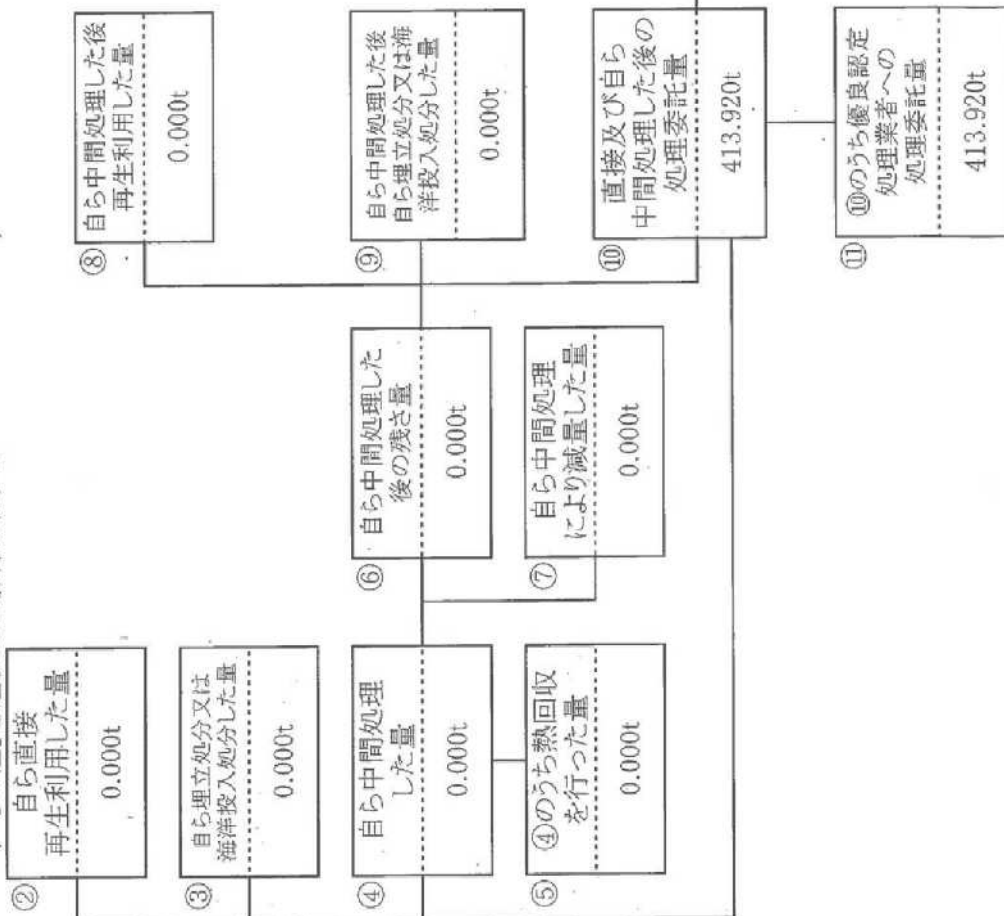 ②
自ら直接
再生利用した量
0.000t
③
自ら埋立処分又は
海洋投入処分した量
0.000t
④
自ら中間処理
した量
0.000t
⑤
④のうち熱回収
を行った量
0.000t
⑥
自ら中間処理した
後の残さ量
0.000t
⑦
自ら中間処理
により減量した量
0.000t
⑧
自ら中間処理した後
再生利用した量
0.000t
⑨
自ら中間処理した後
自ら埋立処分又は海
洋投入処分した量
0.000t
⑩
直接及び自ら
中間処理した後の
処理委託量
413.920t
⑪
⑩のうち優良認定
処理業者への
処理委託量
413.920t